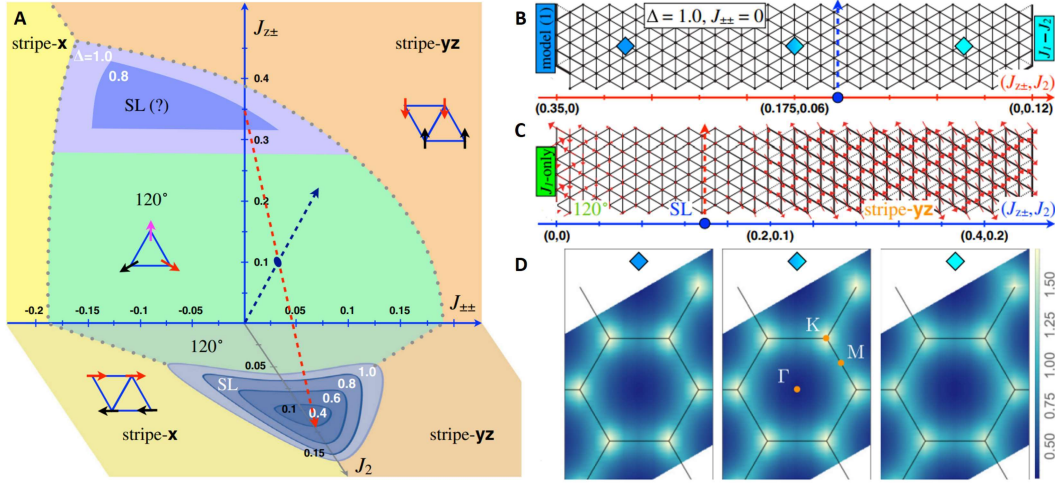 A
J_{z±}
stripe-x
stripe-yz
Δ=1.0
0.8
SL (?)
0.4
0.3
0.2
0.1
120°
-0.2
-0.15
-0.1
-0.05
0.05
0.1
0.15
J_{±±}
120°
0.05
SL
1.0
0.8
0.6
0.4
0.1
0.15
stripe-x
stripe-yz
J_2
B
model (1)
Δ = 1.0, J_{±±} = 0
J_1 – J_2
(J_{z±}, J_2)
(0.35,0)
(0.175,0.06)
(0,0.12)
C
J_1-only
120°
SL
stripe-yz
(J_{z±}, J_2)
(0,0)
(0.2,0.1)
(0.4,0.2)
D
K
M
Γ
1.50
1.25
1.00
0.75
0.50